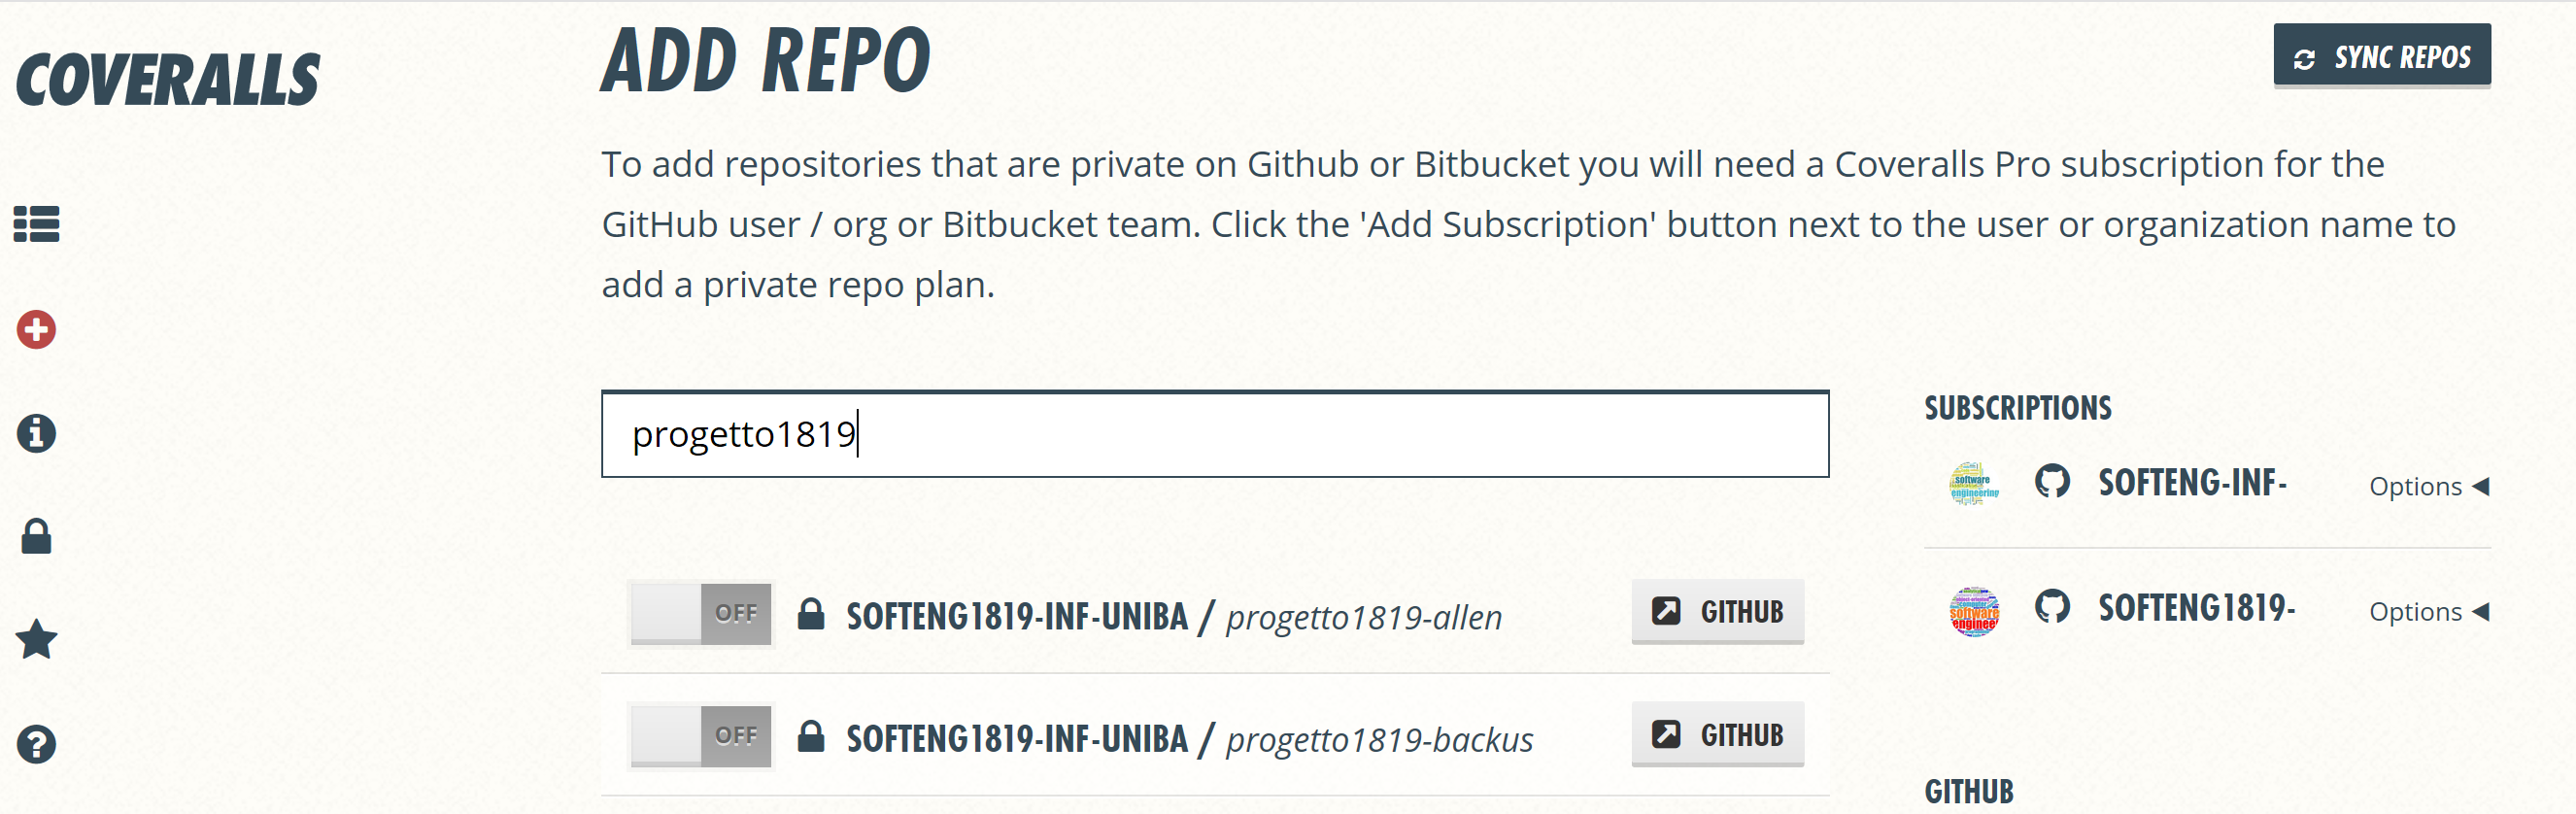 COVERALLS
ADD REPO
SYNC REPOS
To add repositories that are private on Github or Bitbucket you will need a Coveralls Pro subscription for the
GitHub user / org or Bitbucket team. Click the 'Add Subscription' button next to the user or organization name to
add a private repo plan.
progetto1819
OFF
SOFTENG1819-INF-UNIBA / progetto1819-allen
GITHUB
OFF
SOFTENG1819-INF-UNIBA / progetto1819-backus
GITHUB
SUBSCRIPTIONS
software
engineering
SOFTENG-INF-
Options ◀
software
enginee
SOFTENG1819-
Options ◀
GITHUB